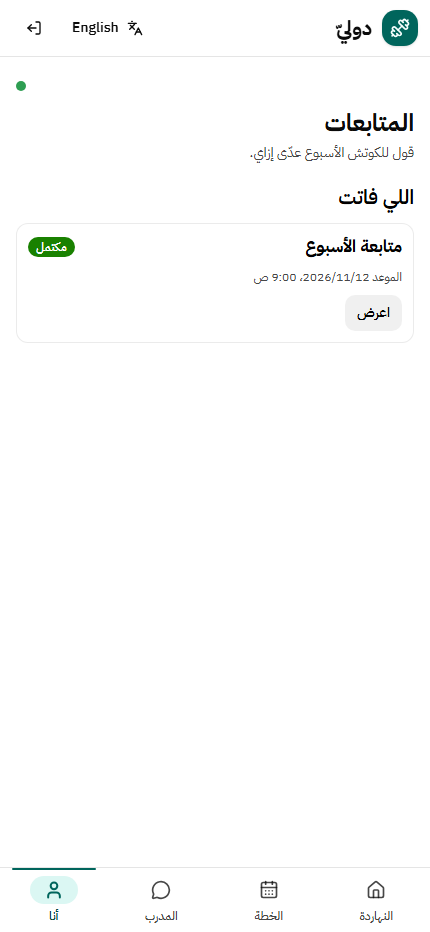 دوليّ
English
المتابعات
قول للكوتش الأسبوع عدّى إزاي.
اللي فاتت
متابعة الأسبوع
مكتمل
الموعد 2026/11/12، 9:00 ص
اعرض
النهاردة
الخطة
المدرب
أنا